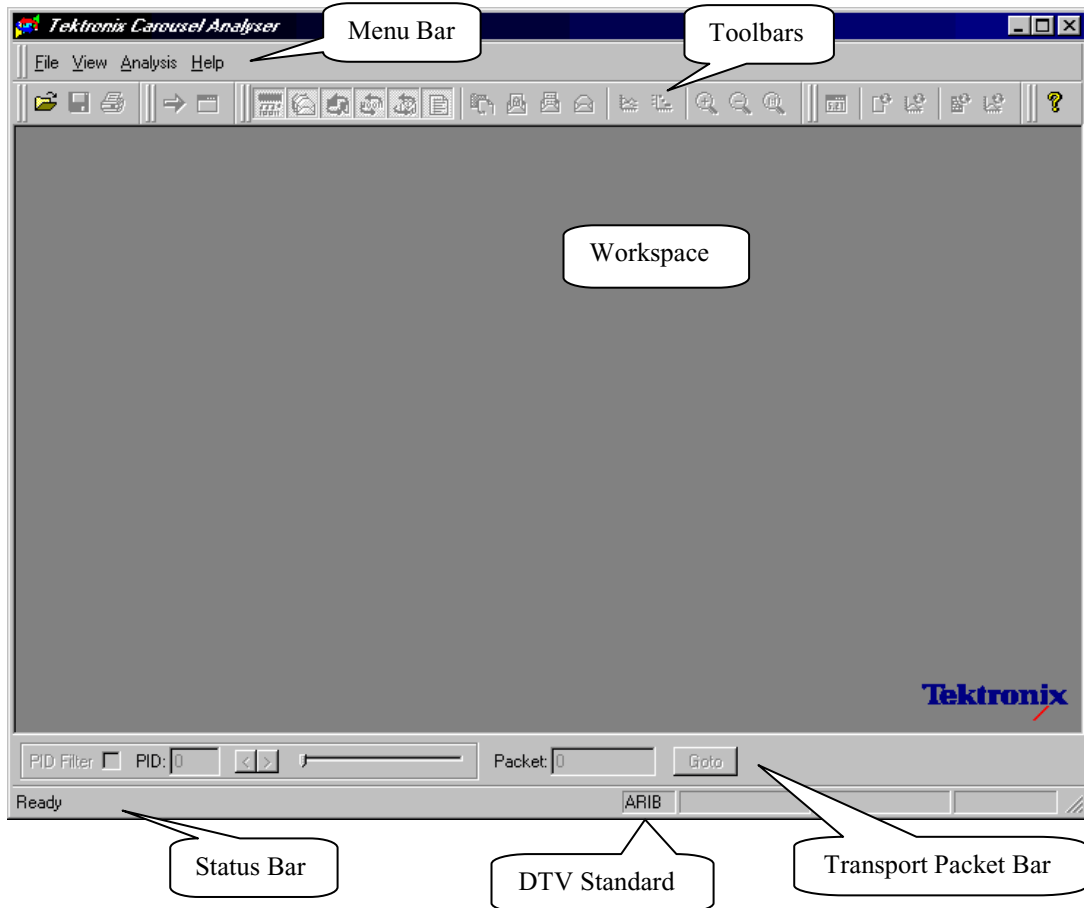 Tektronix Carousel Analyser
Menu Bar
Toolbars
File View Analysis Help
Workspace
Tektronix
PID Filter PID: 0 < > Packet: 0 Goto
Ready ARIB
Status Bar
DTV Standard
Transport Packet Bar